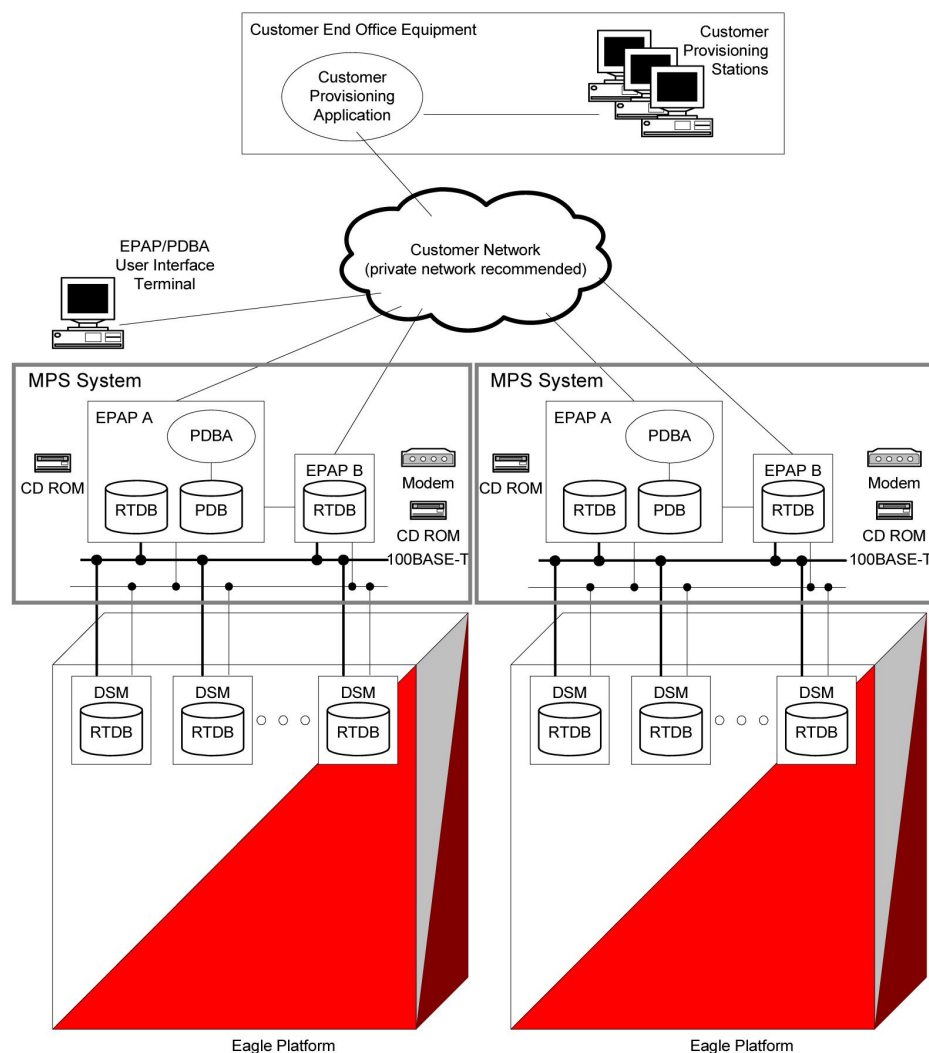 Customer End Office Equipment
Customer
Provisioning
Stations
Customer
Provisioning
Application
Customer Network
(private network recommended)
EPAP/PDBA
User Interface
Terminal
MPS System
EPAP A
PDBA
CD ROM
RTDB
PDB
EPAP B
RTDB
Modem
CD ROM
100BASE-T
MPS System
EPAP A
PDBA
CD ROM
RTDB
PDB
EPAP B
RTDB
Modem
CD ROM
100BASE-T
DSM
RTDB
DSM
RTDB
DSM
RTDB
DSM
RTDB
DSM
RTDB
DSM
RTDB
Eagle Platform
Eagle Platform